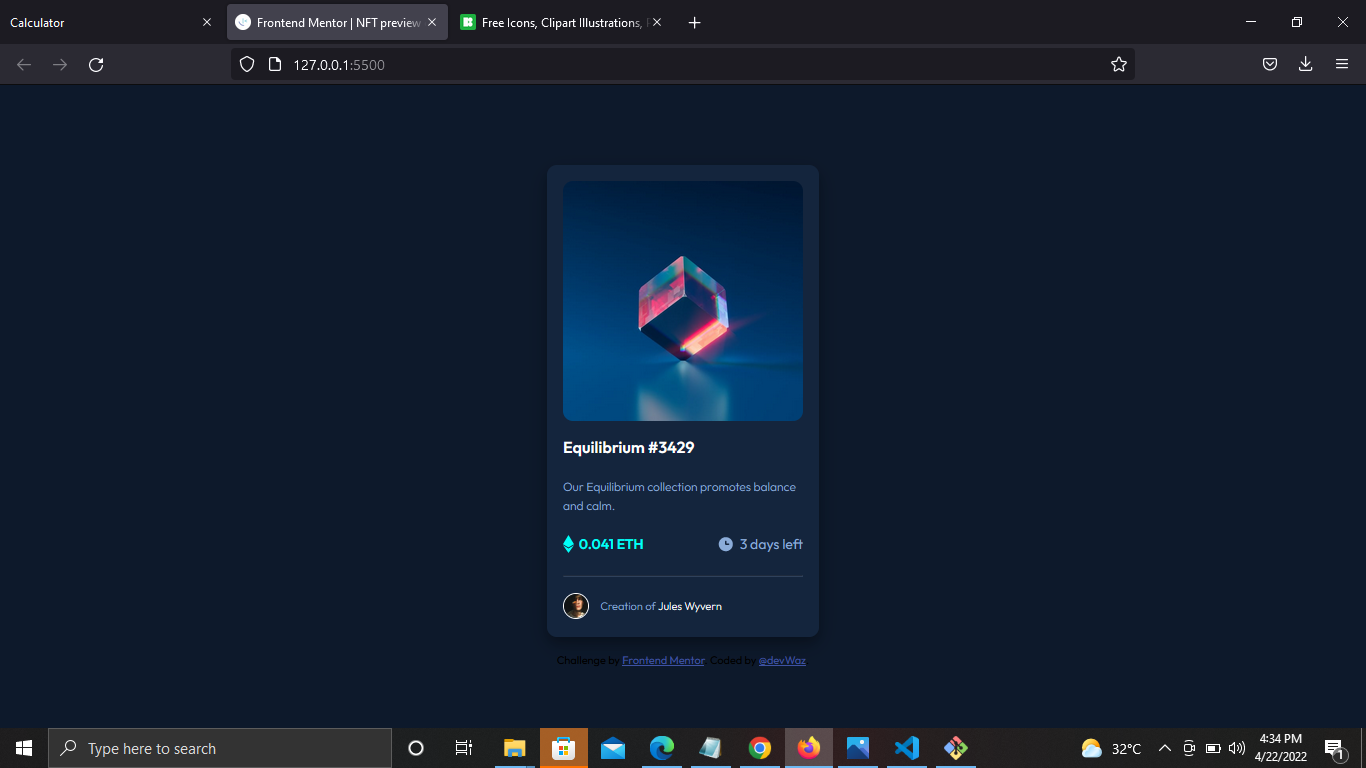 Calculator
Frontend Mentor | NFT preview
Free Icons, Clipart Illustrations,
127.0.0.1:5500
Equilibrium #3429
Our Equilibrium collection promotes balance
and calm.
0.041 ETH
3 days left
Creation of Jules Wyvern
Challenge by Frontend Mentor. Coded by @devWaz
Type here to search
32°C
4:34 PM
4/22/2022
1